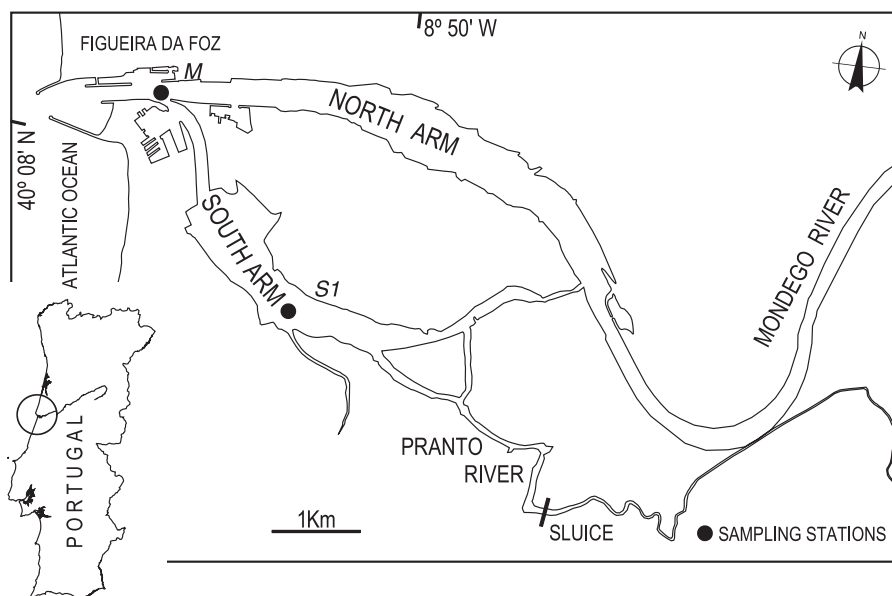 8º 50' W
FIGUEIRA DA FOZ
N
M
NORTH ARM
40º 08' N
ATLANTIC OCEAN
SOUTH ARM
S1
MONDEGO RIVER
PRANTO
RIVER
PORTUGAL
1Km
SLUICE
SAMPLING STATIONS